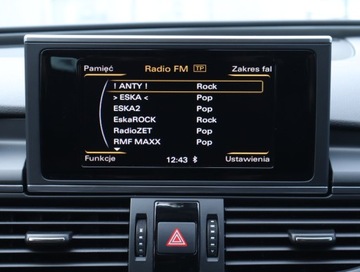 Pamięć Radio FM TP Zakres fal
! ANTY ! Rock
> ESKA < Pop
ESKA2 Pop
EskaROCK Rock
RadioZET Pop
RMF MAXX Pop
Funkcje 12:43 Ustawienia